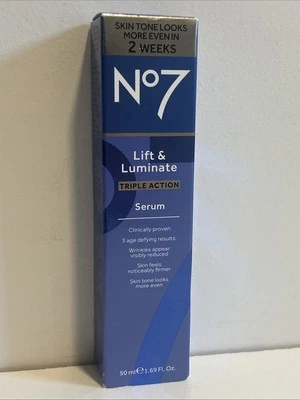 SKIN TONE LOOKS
MORE EVEN IN
2 WEEKS
No7
Lift &
Luminate
TRIPLE ACTION
Serum
Clinically proven
3 age defying results:
Wrinkles appear
visibly reduced
Skin feels
noticeably firmer
Skin tone looks
more even
50 ml℮1.69 Fl. Oz.